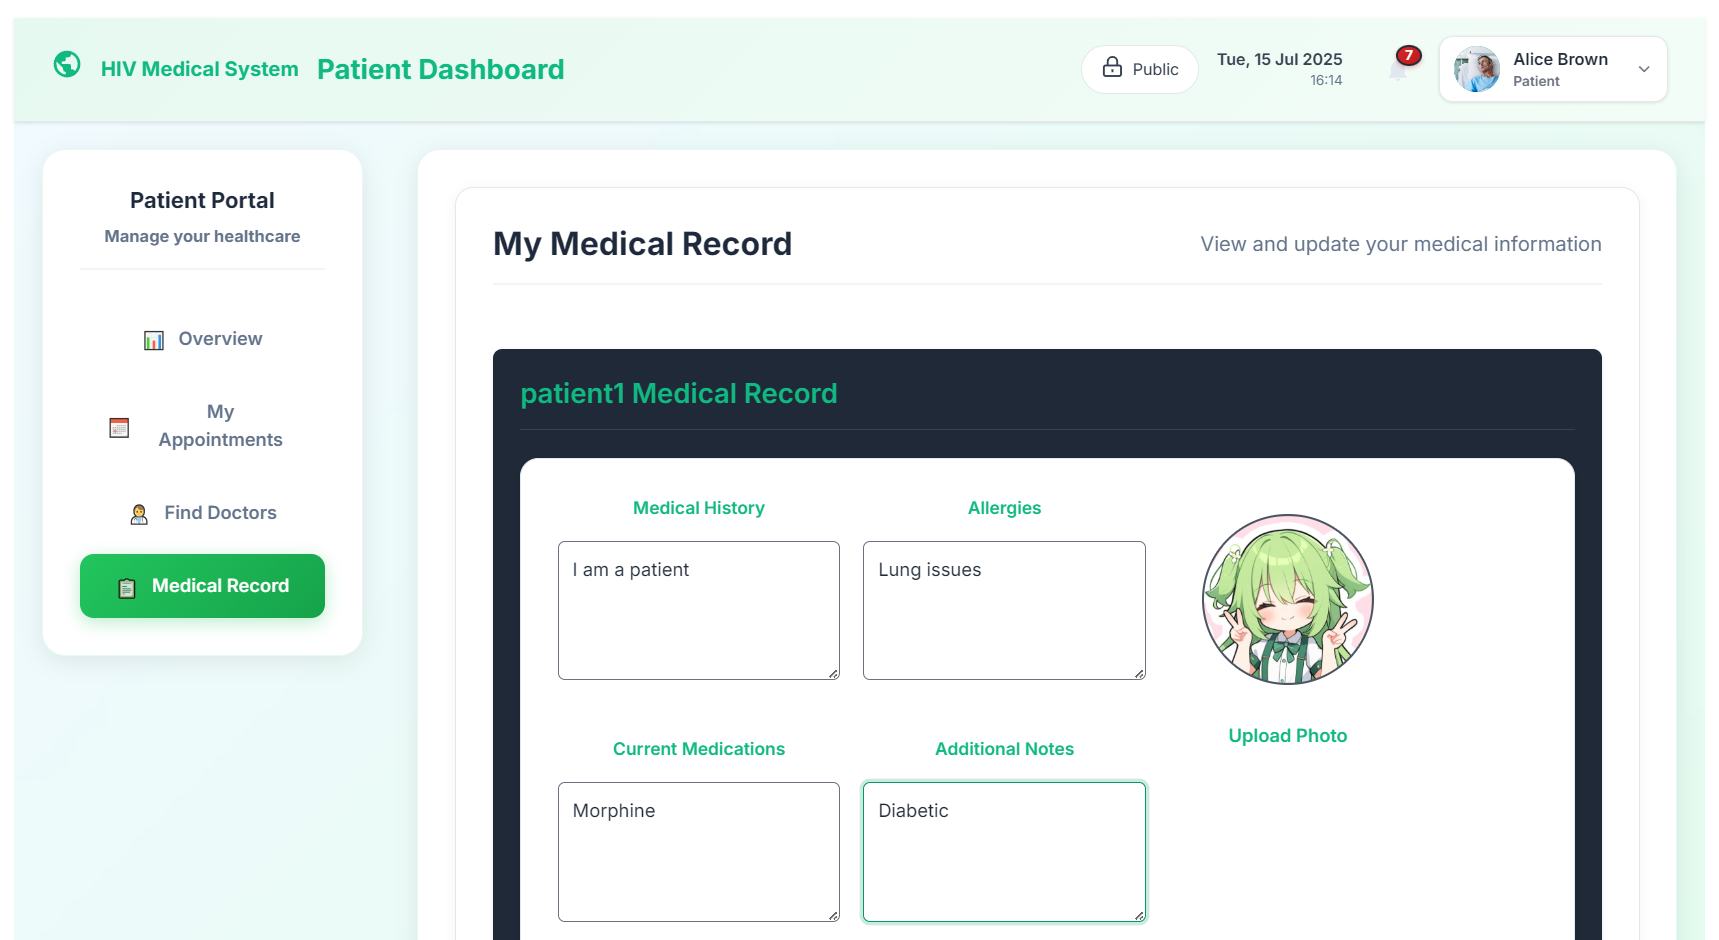 HIV Medical System
Patient Dashboard
Public
Tue, 15 Jul 2025
16:14
7
Alice Brown
Patient
Patient Portal
Manage your healthcare
Overview
My
Appointments
Find Doctors
Medical Record
My Medical Record
View and update your medical information
patient1 Medical Record
Medical History
Allergies
I am a patient
Lung issues
Upload Photo
Current Medications
Additional Notes
Morphine
Diabetic